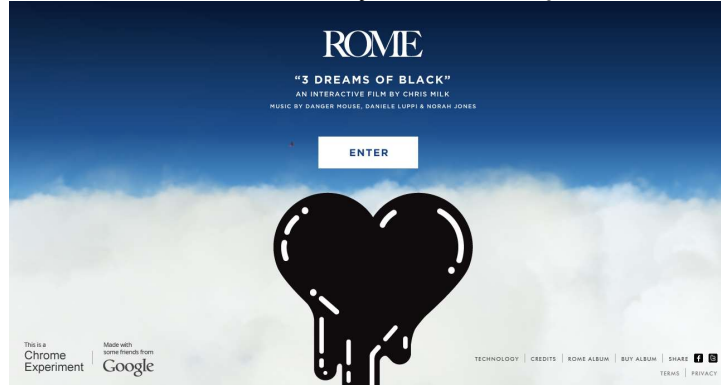 ROME
“3 DREAMS OF BLACK”
AN INTERACTIVE FILM BY CHRIS MILK
MUSIC BY DANGER MOUSE, DANIELE LUPPI & NORAH JONES
ENTER
This is a
Chrome
Experiment
Made with
some friends from
Google
TECHNOLOGY | CREDITS | ROME ALBUM | BUY ALBUM | SHARE
TERMS | PRIVACY